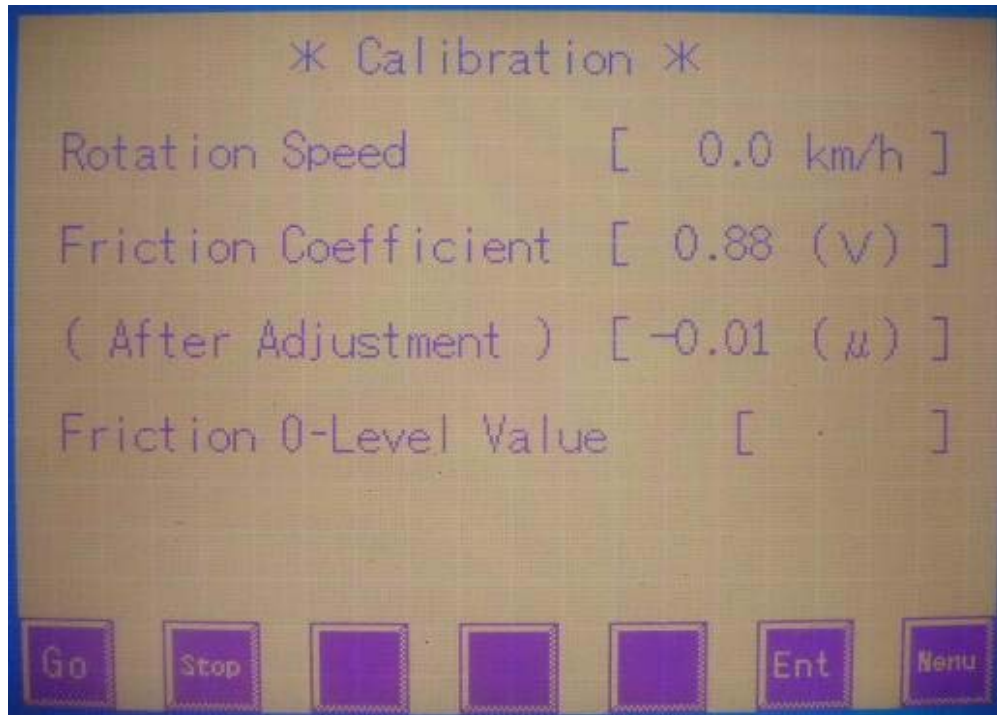 * Calibration *
Rotation Speed [ 0.0 km/h ]
Friction Coefficient [ 0.88 (V) ]
( After Adjustment ) [ -0.01 (μ) ]
Friction 0-Level Value [ ]
Go Stop Ent Menu